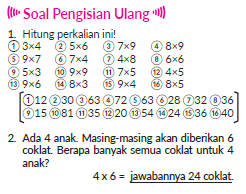 Soal Pengisian Ulang
1. Hitung perkalian ini!
① 3×4 ② 5×6 ③ 7×9 ④ 8×9
⑤ 9×7 ⑥ 7×4 ⑦ 4×8 ⑧ 6×6
⑨ 5×3 ⑩ 9×9 ⑪ 7×5 ⑫ 4×5
⑬ 9×6 ⑭ 8×3 ⑮ 9×4 ⑯ 8×5
①12 ②30 ③63 ④72 ⑤63 ⑥28 ⑦32 ⑧36
⑨15 ⑩81 ⑪35 ⑫20 ⑬54 ⑭24 ⑮36 ⑯40
2. Ada 4 anak. Masing-masing akan diberikan 6
coklat. Berapa banyak semua coklat untuk 4
anak?
4 x 6 = jawabannya 24 coklat.